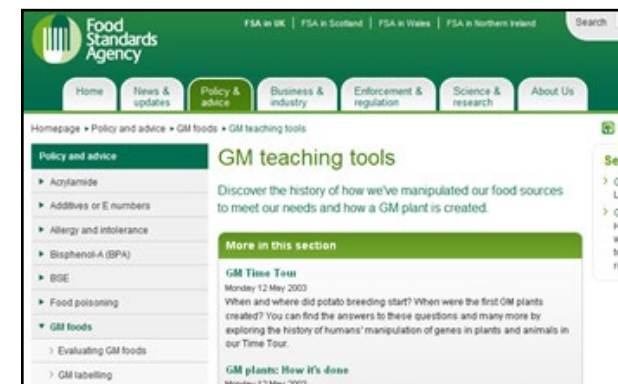 Food
Standards
Agency
FSA in UK | FSA in Scotland | FSA in Wales | FSA in Northern Ireland
Search
Home
News &
updates
Policy &
advice
Business &
industry
Enforcement &
regulation
Science &
research
About Us
Homepage ▸ Policy and advice ▸ GM foods ▸ GM teaching tools
Policy and advice
Acrylamide
Additives or E numbers
Allergy and intolerance
Bisphenol-A (BPA)
BSE
Food poisoning
GM foods
Evaluating GM foods
GM labelling
GM teaching tools
Discover the history of how we've manipulated our food sources
to meet our needs and how a GM plant is created.
More in this section
GM Time Tour
Monday 12 May 2003
When and where did potato breeding start? When were the first GM plants
created? You can find the answers to these questions and many more by
exploring the history of humans' manipulation of genes in plants and animals in
our Time Tour.
GM plants: How it's done
Monday 12 May 2003
Se